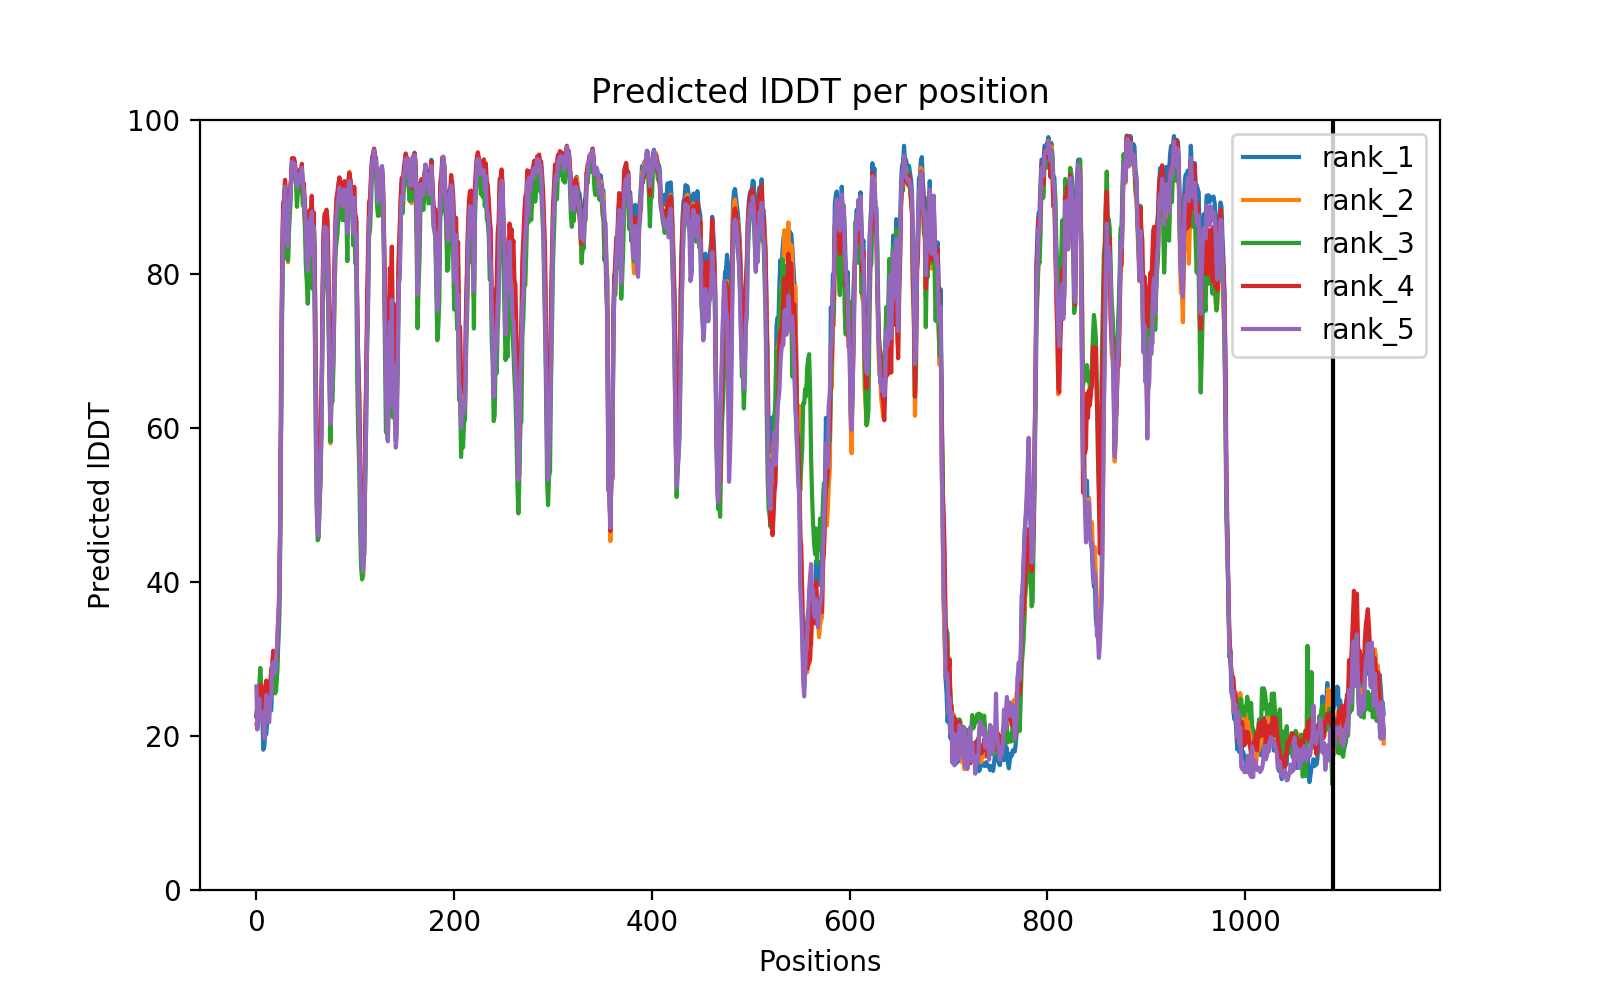 Predicted lDDT per position
100
80
60
40
20
0
Predicted lDDT
0 200 400 600 800 1000
Positions
rank_1
rank_2
rank_3
rank_4
rank_5